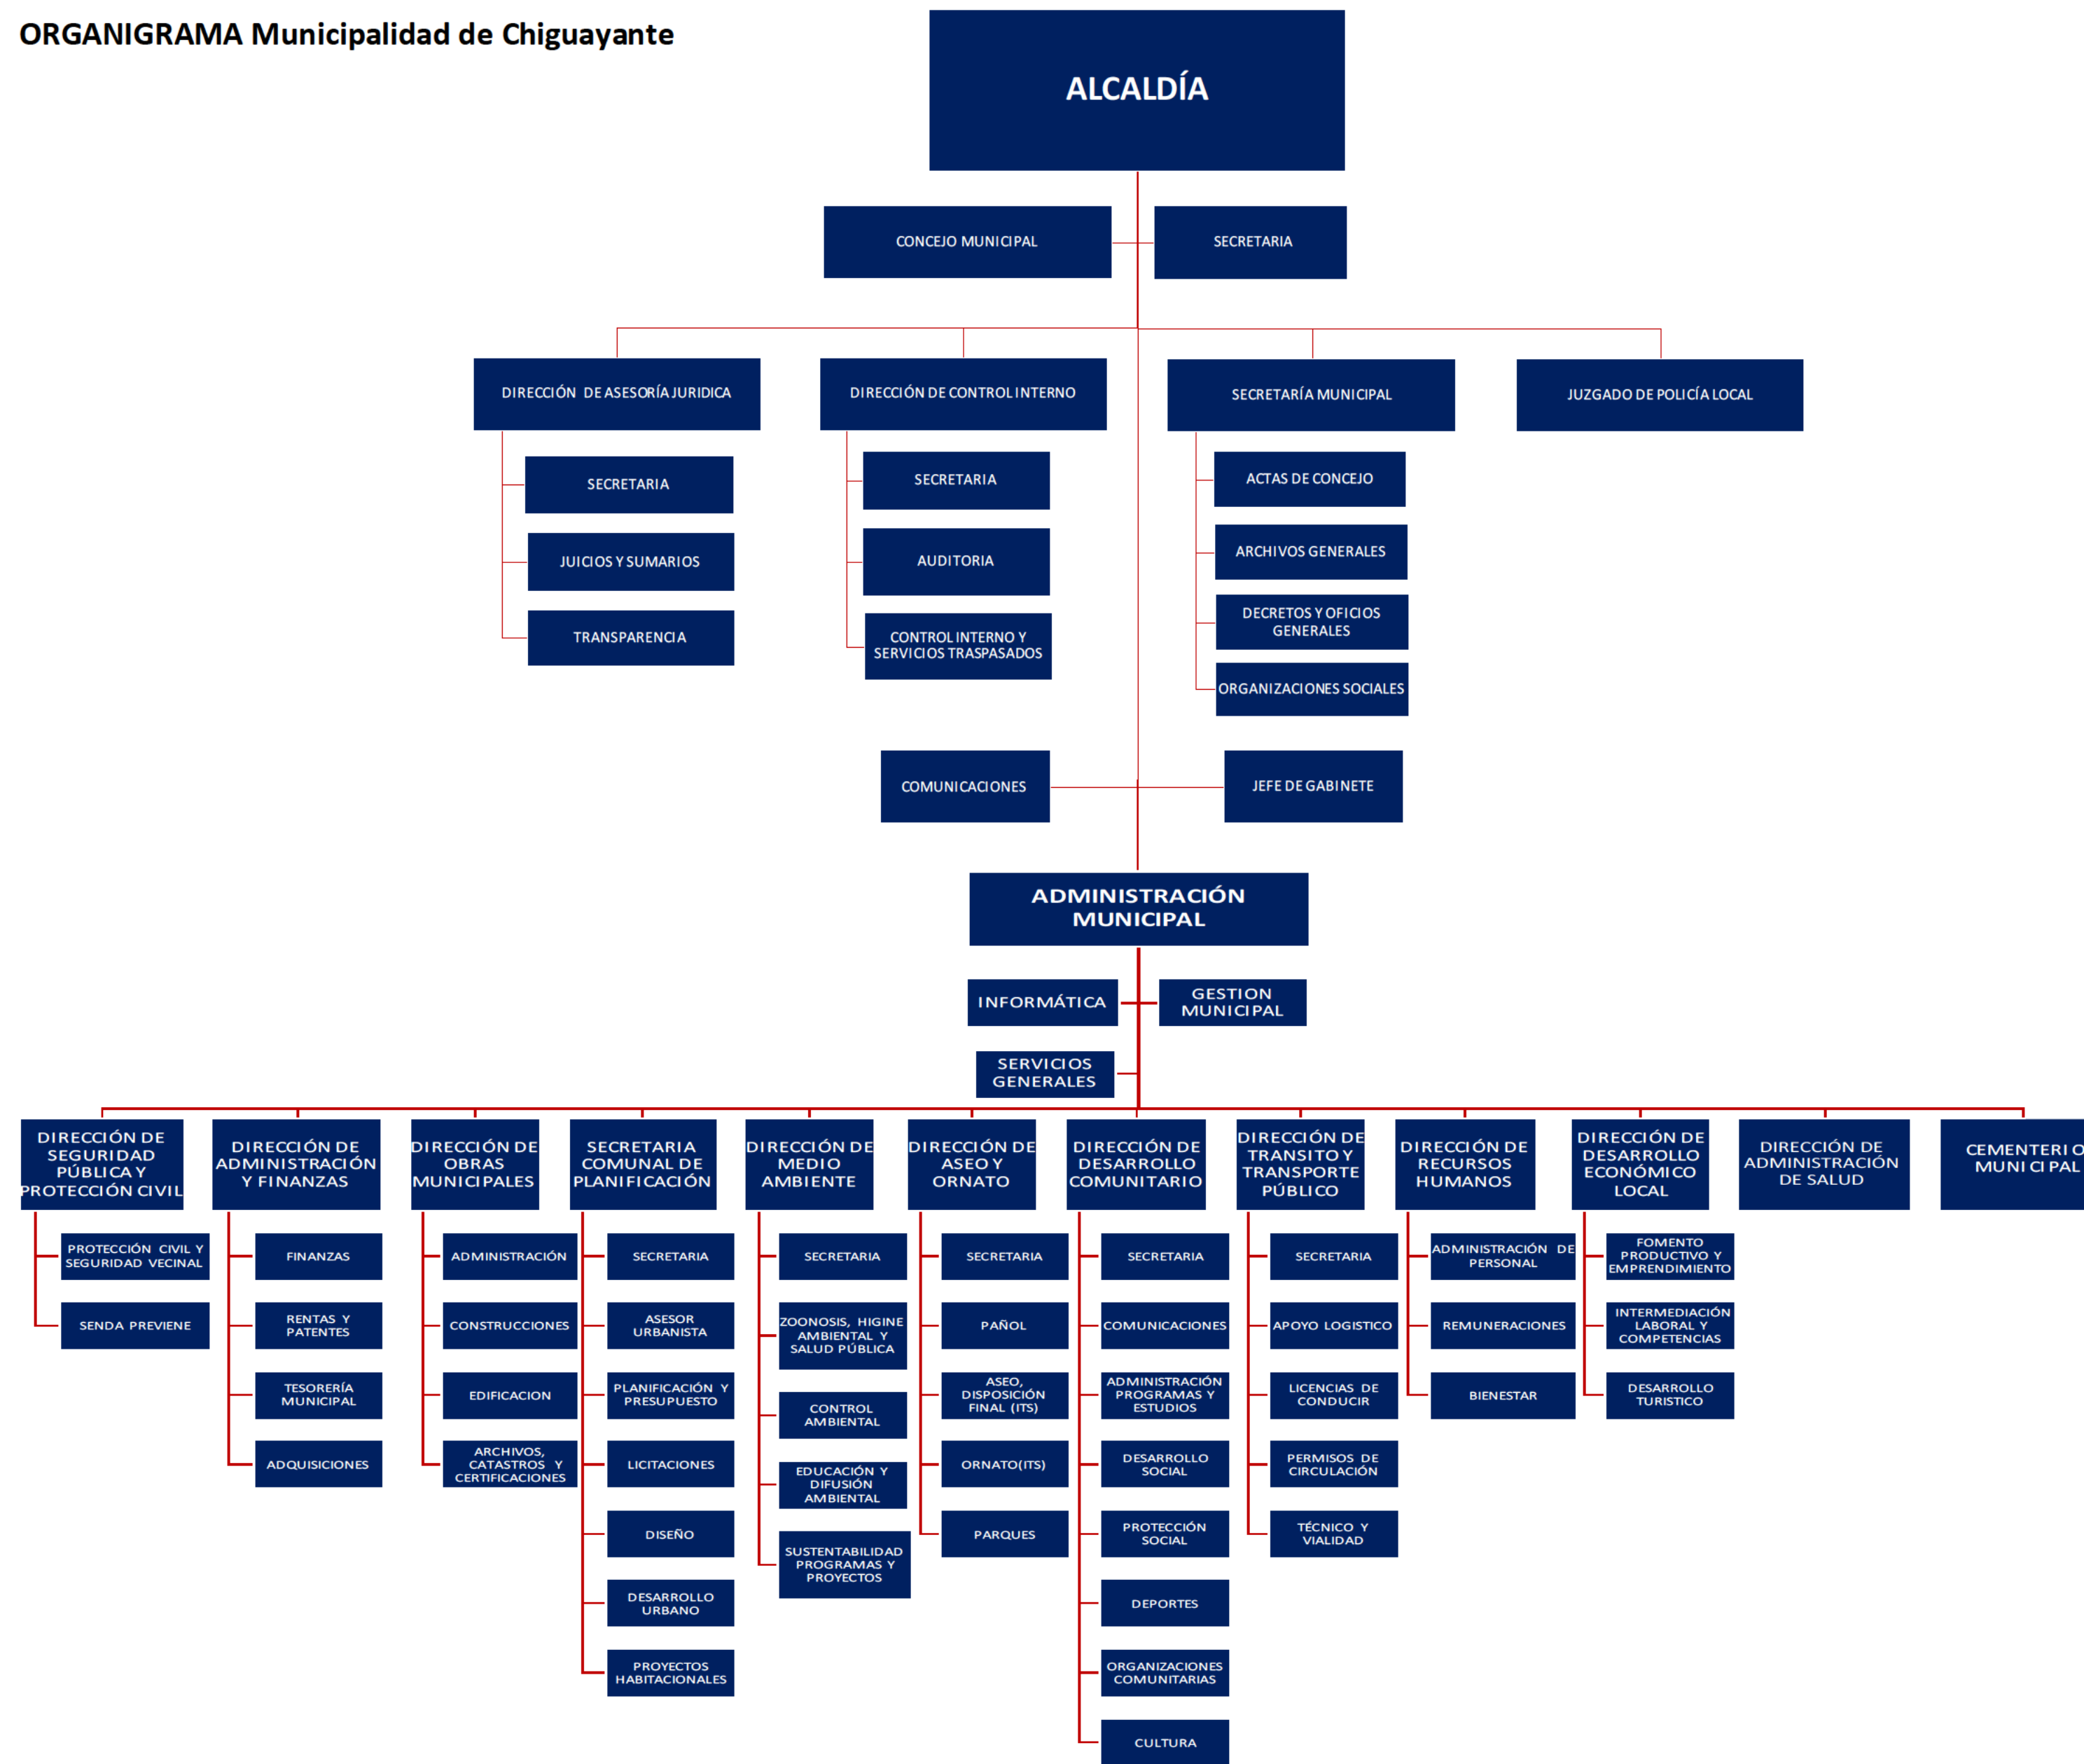 ORGANIGRAMA Municipalidad de Chiguayante
ALCALDÍA
CONCEJO MUNICIPAL
SECRETARIA
DIRECCIÓN DE ASESORÍA JURIDICA
SECRETARIA
JUICIOS Y SUMARIOS
TRANSPARENCIA
DIRECCIÓN DE CONTROL INTERNO
SECRETARIA
AUDITORIA
CONTROL INTERNO Y
SERVICIOS TRASPASADOS
SECRETARÍA MUNICIPAL
ACTAS DE CONCEJO
ARCHIVOS GENERALES
DECRETOS Y OFICIOS
GENERALES
ORGANIZACIONES SOCIALES
JUZGADO DE POLICÍA LOCAL
COMUNICACIONES
JEFE DE GABINETE
ADMINISTRACIÓN
MUNICIPAL
INFORMÁTICA
GESTION
MUNICIPAL
SERVICIOS
GENERALES
DIRECCIÓN DE
SEGURIDAD
PÚBLICA Y
PROTECCIÓN CIVIL
PROTECCIÓN CIVIL Y
SEGURIDAD VECINAL
SENDA PREVIENE
DIRECCIÓN DE
ADMINISTRACIÓN
Y FINANZAS
FINANZAS
RENTAS Y
PATENTES
TESORERÍA
MUNICIPAL
ADQUISICIONES
DIRECCIÓN DE
OBRAS
MUNICIPALES
ADMINISTRACIÓN
CONSTRUCCIONES
EDIFICACION
ARCHIVOS,
CATASTROS Y
CERTIFICACIONES
SECRETARIA
COMUNAL DE
PLANIFICACIÓN
SECRETARIA
ASESOR
URBANISTA
PLANIFICACIÓN Y
PRESUPUESTO
LICITACIONES
DISEÑO
DESARROLLO
URBANO
PROYECTOS
HABITACIONALES
DIRECCIÓN DE
MEDIO
AMBIENTE
SECRETARIA
ZOONOSIS, HIGINE
AMBIENTAL Y
SALUD PÚBLICA
CONTROL
AMBIENTAL
EDUCACIÓN Y
DIFUSIÓN
AMBIENTAL
SUSTENTABILIDAD
PROGRAMAS Y
PROYECTOS
DIRECCIÓN DE
ASEO Y
ORNATO
SECRETARIA
PAÑOL
ASEO,
DISPOSICIÓN
FINAL (ITS)
ORNATO(ITS)
PARQUES
DIRECCIÓN DE
DESARROLLO
COMUNITARIO
SECRETARIA
COMUNICACIONES
ADMINISTRACIÓN
PROGRAMAS Y
ESTUDIOS
DESARROLLO
SOCIAL
PROTECCIÓN
SOCIAL
DEPORTES
ORGANIZACIONES
COMUNITARIAS
CULTURA
DIRECCIÓN DE
TRANSITO Y
TRANSPORTE
PÚBLICO
SECRETARIA
APOYO LOGISTICO
LICENCIAS DE
CONDUCIR
PERMISOS DE
CIRCULACIÓN
TÉCNICO Y
VIALIDAD
DIRECCIÓN DE
RECURSOS
HUMANOS
ADMINISTRACIÓN DE
PERSONAL
REMUNERACIONES
BIENESTAR
DIRECCIÓN DE
DESARROLLO
ECONÓMICO
LOCAL
FOMENTO
PRODUCTIVO Y
EMPRENDIMIENTO
INTERMEDIACIÓN
LABORAL Y
COMPETENCIAS
DESARROLLO
TURISTICO
DIRECCIÓN DE
ADMINISTRACIÓN
DE SALUD
CEMENTERIO
MUNICIPAL